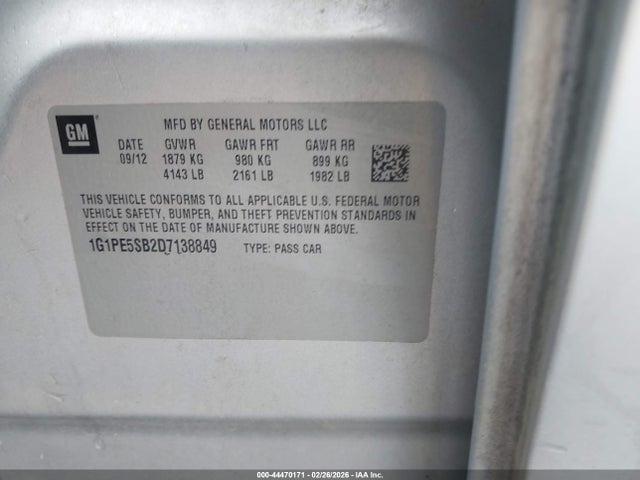 GM
MFD BY GENERAL MOTORS LLC
DATE GVWR GAWR FRT GAWR RR
09/12 1879 KG 980 KG 899 KG
4143 LB 2161 LB 1982 LB
THIS VEHICLE CONFORMS TO ALL APPLICABLE U.S. FEDERAL MOTOR
VEHICLE SAFETY, BUMPER, AND THEFT PREVENTION STANDARDS IN
EFFECT ON THE DATE OF MANUFACTURE SHOWN ABOVE.
1G1PE5SB2D7138849 TYPE: PASS CAR
000-44470171 - 02/26/2026 - IAAI, Inc.